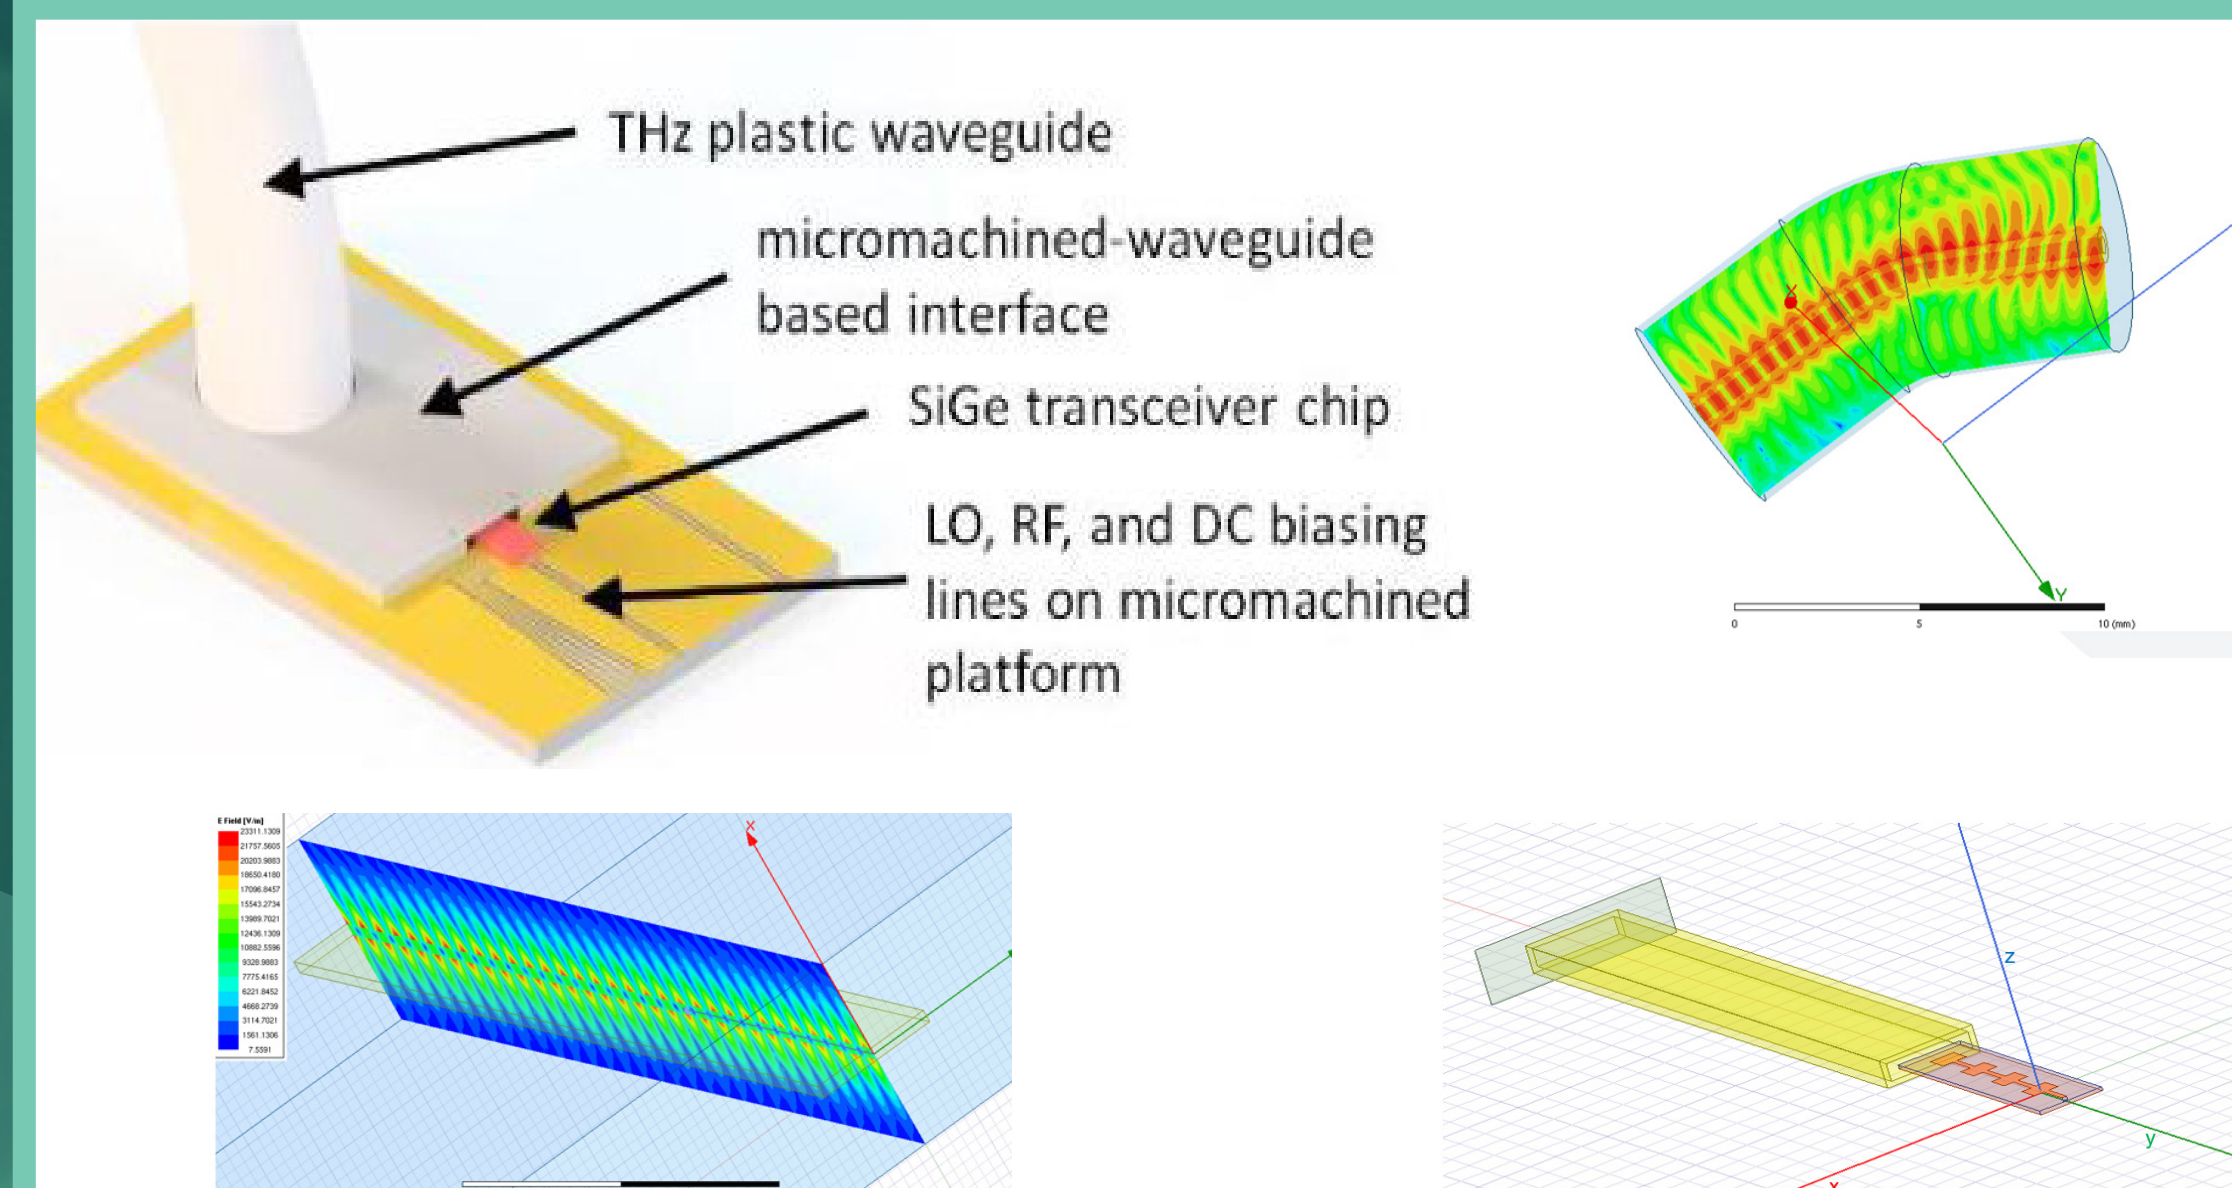 THz plastic waveguide
micromachined-waveguide
based interface
SiGe transceiver chip
LO, RF, and DC biasing
lines on micromachined
platform
X
Y
0 5 10 (mm)
E Field [V/m]
23311.1309
21757.5605
20203.9883
18650.4180
17096.8457
15543.2734
13989.7021
12436.1309
10882.5596
9328.9883
7775.4165
6221.8452
4668.2739
3114.7021
1561.1306
7.5591
X
z
y
x